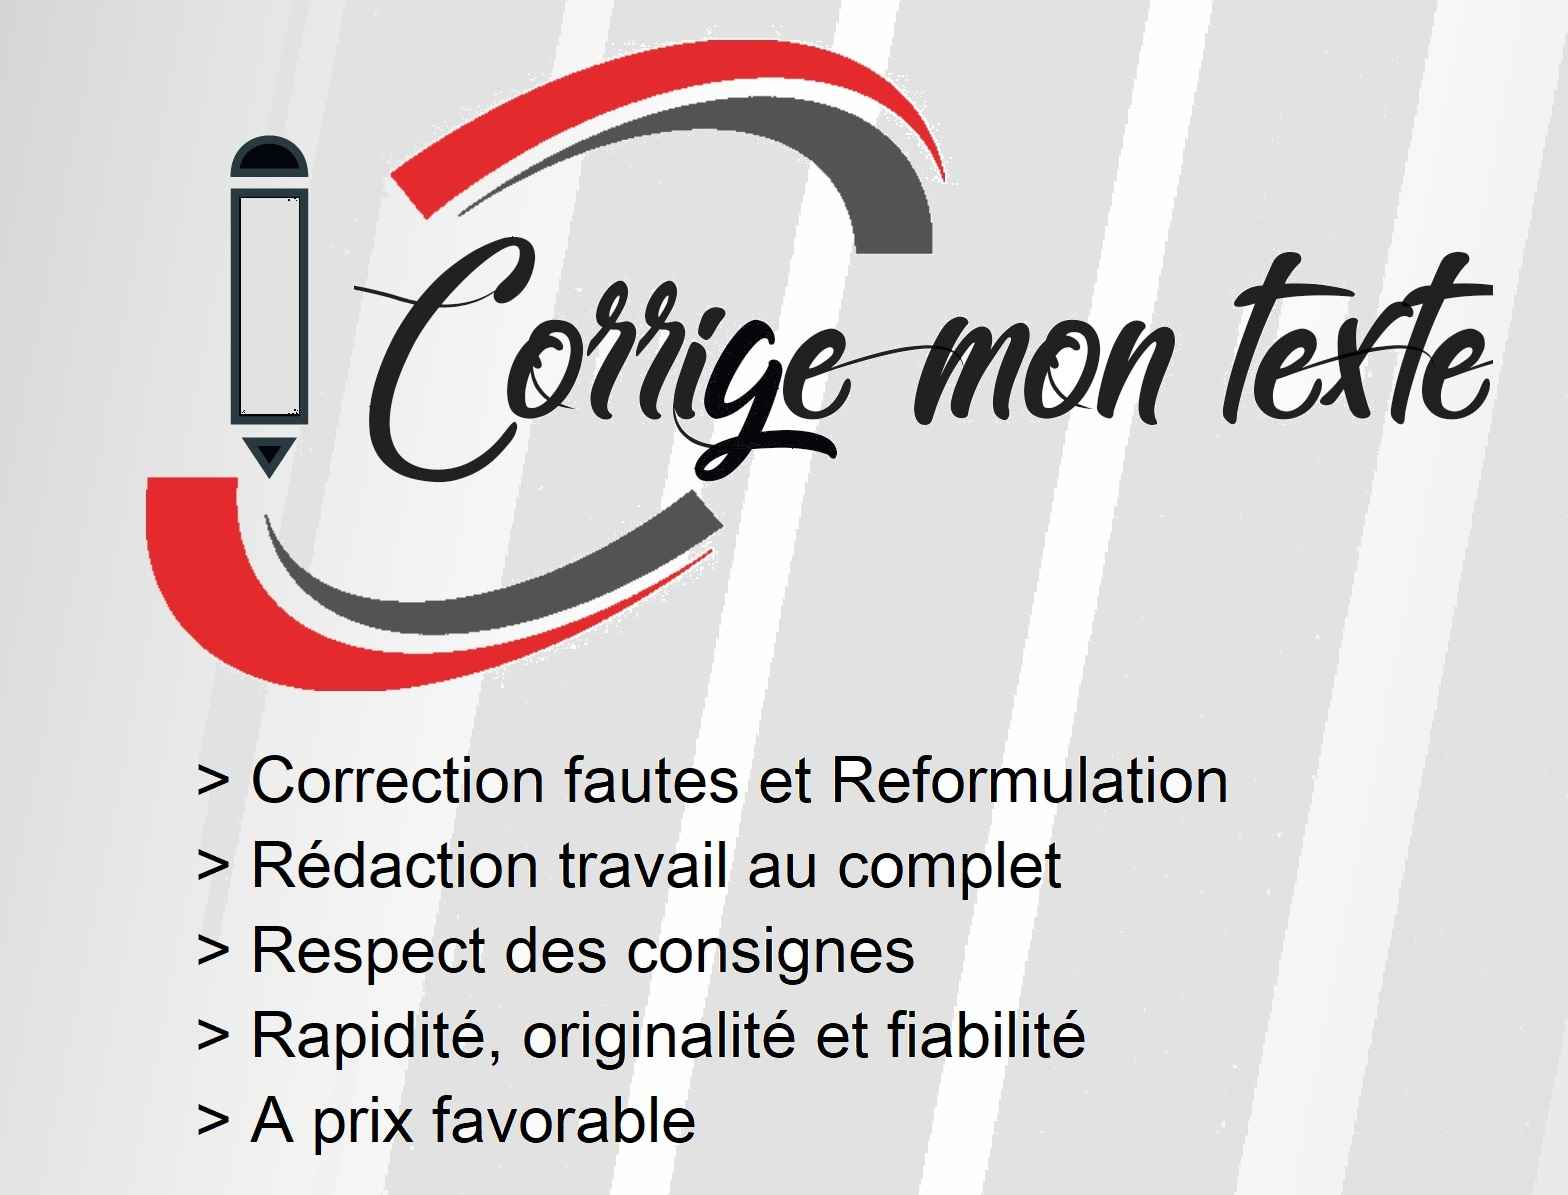 Corrige mon texte
> Correction fautes et Reformulation
> Rédaction travail au complet
> Respect des consignes
> Rapidité, originalité et fiabilité
> A prix favorable